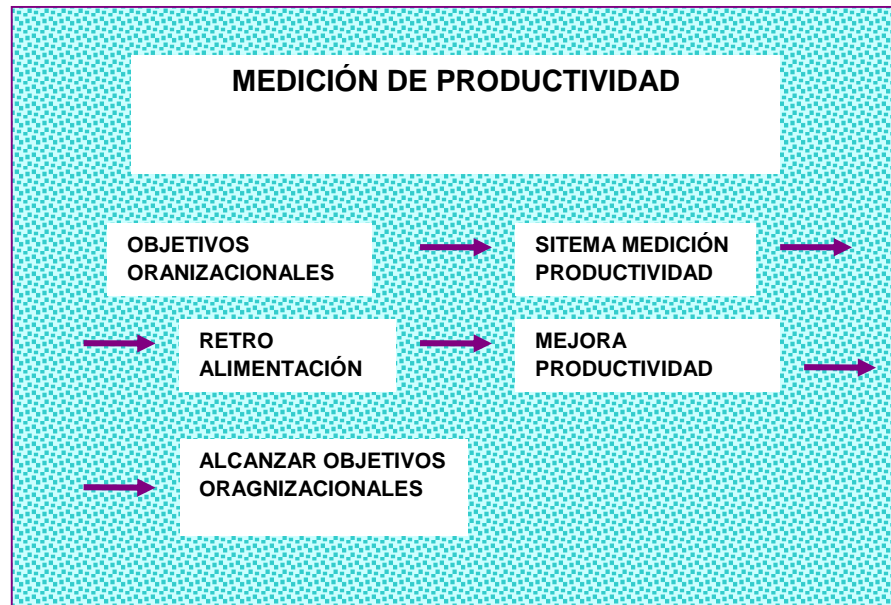 MEDICIÓN DE PRODUCTIVIDAD
OBJETIVOS
ORANIZACIONALES
SITEMA MEDICIÓN
PRODUCTIVIDAD
RETRO
ALIMENTACIÓN
MEJORA
PRODUCTIVIDAD
ALCANZAR OBJETIVOS
ORAGNIZACIONALES